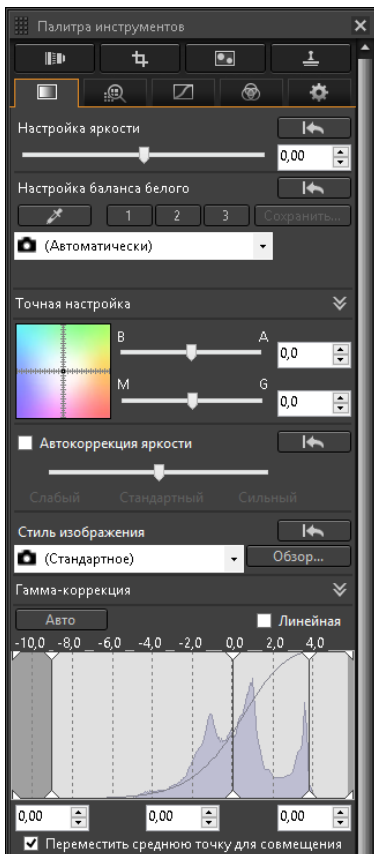 Палитра инструментов
Настройка яркости
0,00
Настройка баланса белого
1 2 3 Сохранить...
(Автоматически)
Точная настройка
B A
0,0
M G
0,0
Автокоррекция яркости
Слабый Стандартный Сильный
Стиль изображения
(Стандартное) Обзор...
Гамма-коррекция
Авто Линейная
-10,0 -8,0 -6,0 -4,0 -2,0 0,0 2,0 4,0
0,00 0,00 0,00
Переместить среднюю точку для совмещения